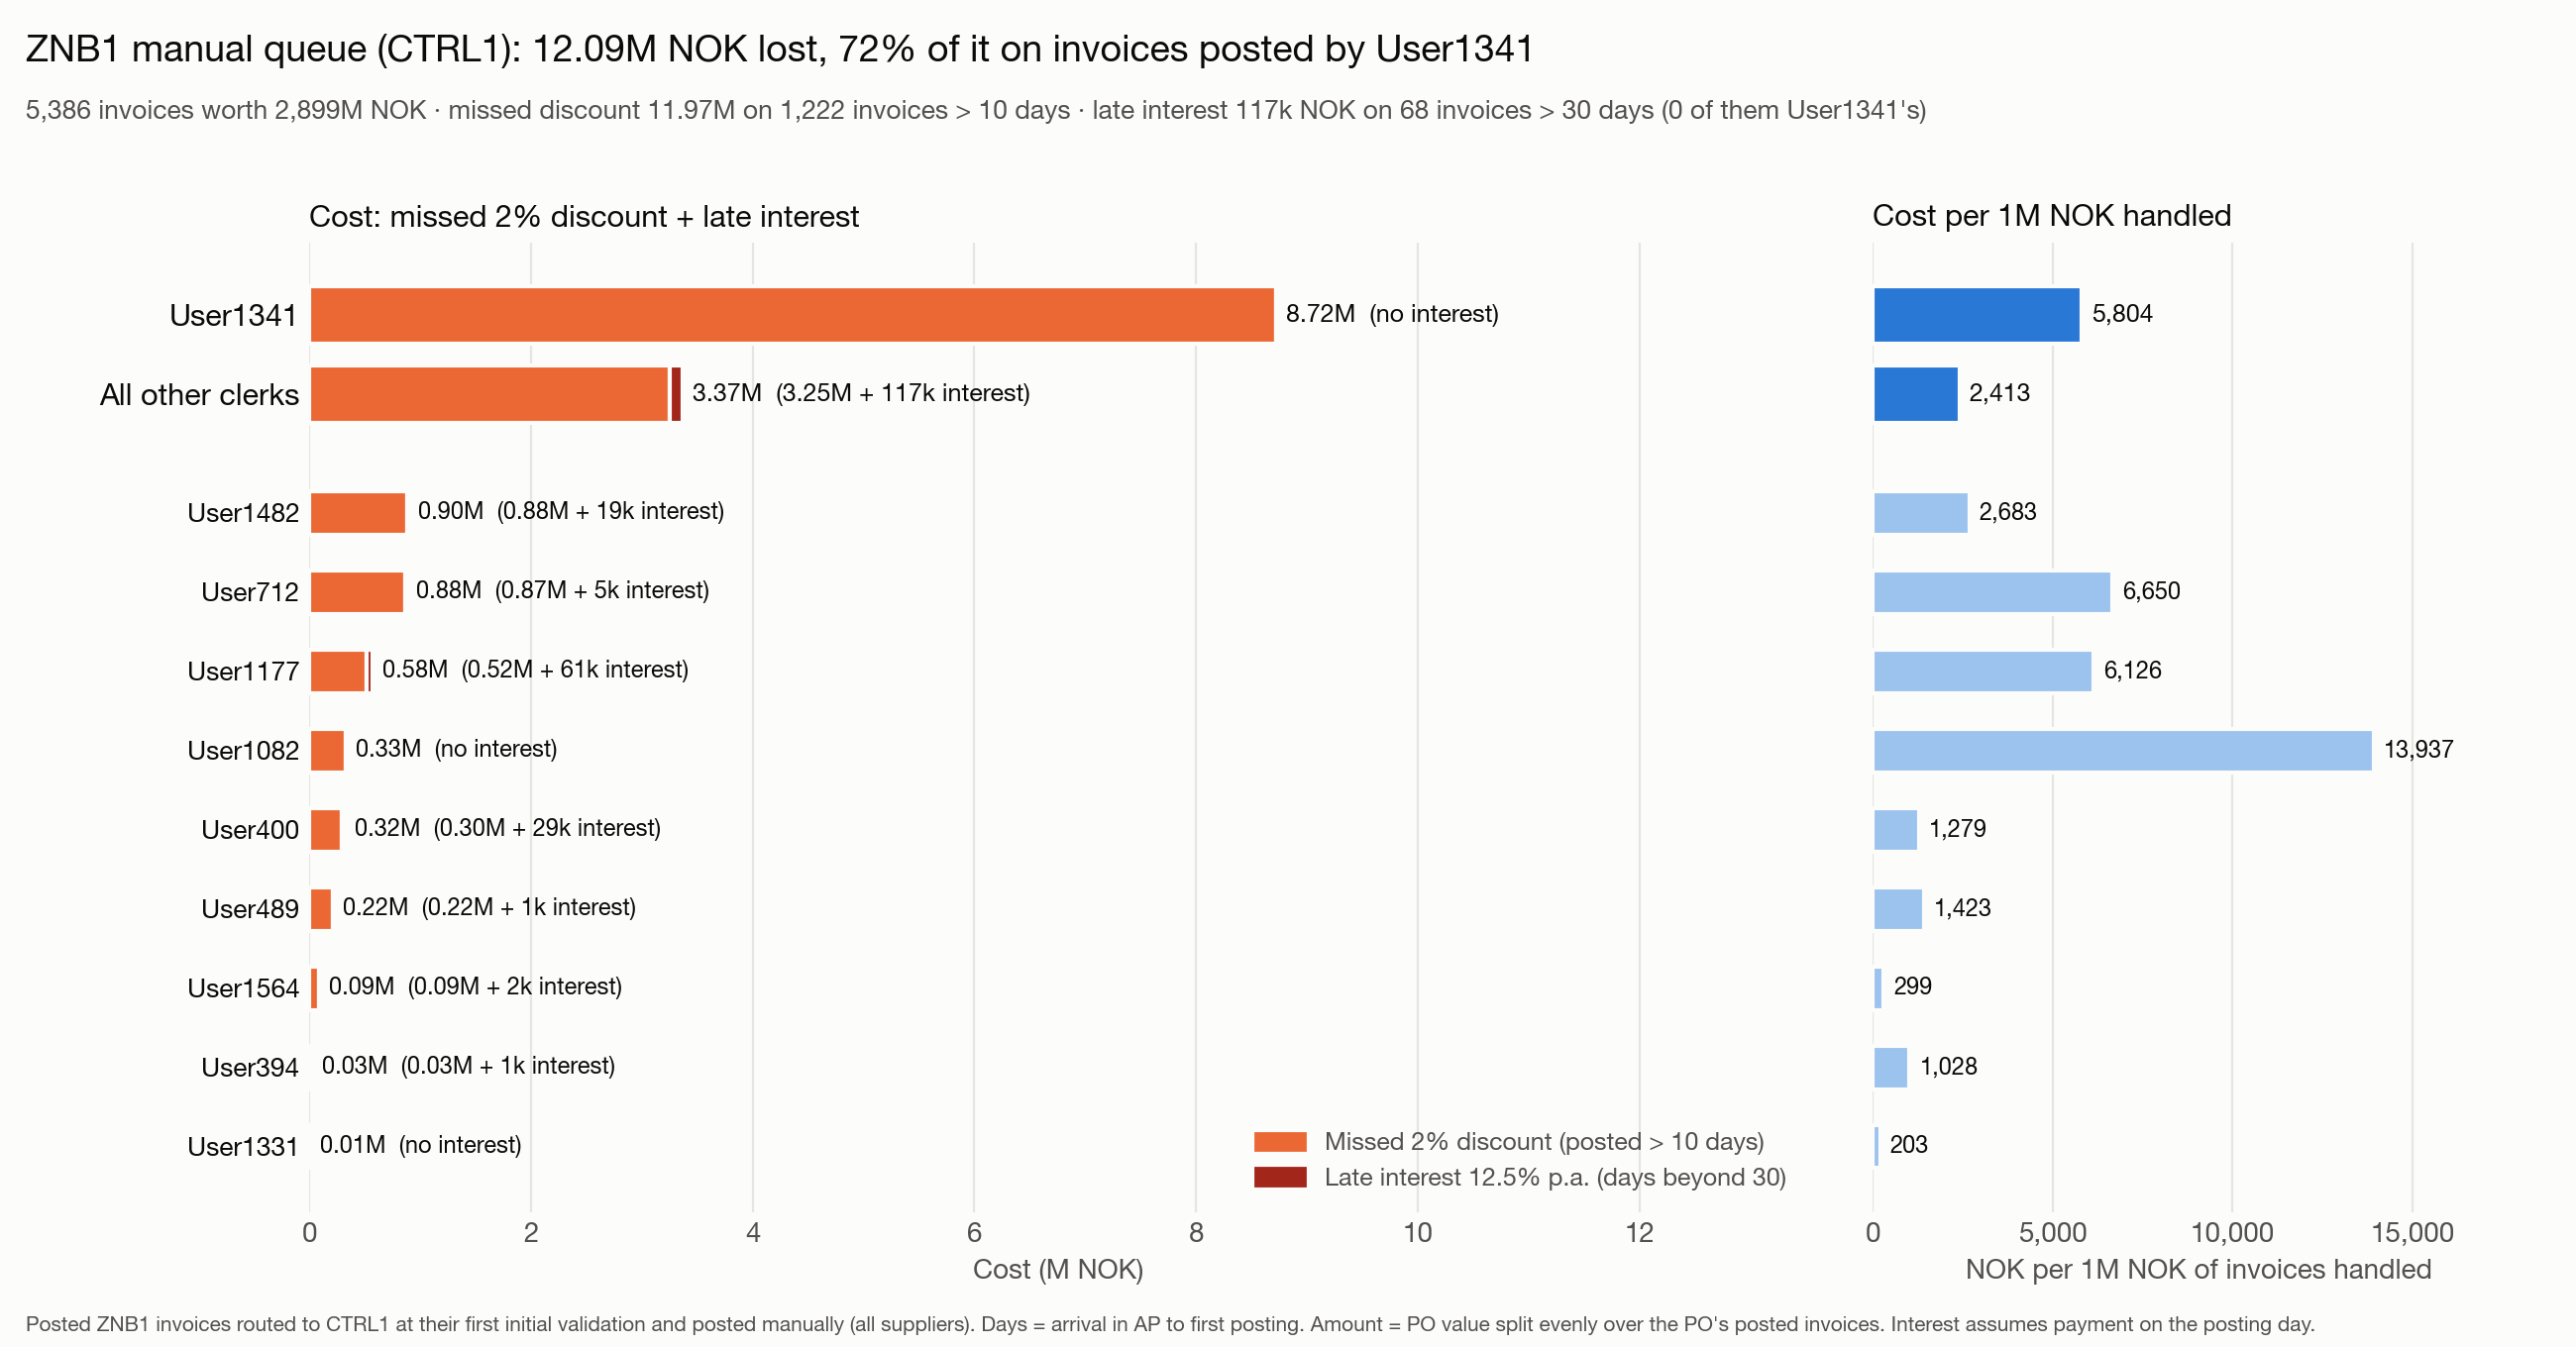 ZNB1 manual queue (CTRL1): 12.09M NOK lost, 72% of it on invoices posted by User1341
5,386 invoices worth 2,899M NOK · missed discount 11.97M on 1,222 invoices > 10 days · late interest 117k NOK on 68 invoices > 30 days (0 of them User1341's)
Cost: missed 2% discount + late interest
User1341 8.72M (no interest)
All other clerks 3.37M (3.25M + 117k interest)
User1482 0.90M (0.88M + 19k interest)
User712 0.88M (0.87M + 5k interest)
User1177 0.58M (0.52M + 61k interest)
User1082 0.33M (no interest)
User400 0.32M (0.30M + 29k interest)
User489 0.22M (0.22M + 1k interest)
User1564 0.09M (0.09M + 2k interest)
User394 0.03M (0.03M + 1k interest)
User1331 0.01M (no interest)
Missed 2% discount (posted > 10 days)
Late interest 12.5% p.a. (days beyond 30)
0 2 4 6 8 10 12
Cost (M NOK)
Cost per 1M NOK handled
5,804
2,413
2,683
6,650
6,126
13,937
1,279
1,423
299
1,028
203
0 5,000 10,000 15,000
NOK per 1M NOK of invoices handled
Posted ZNB1 invoices routed to CTRL1 at their first initial validation and posted manually (all suppliers). Days = arrival in AP to first posting. Amount = PO value split evenly over the PO's posted invoices. Interest assumes payment on the posting day.